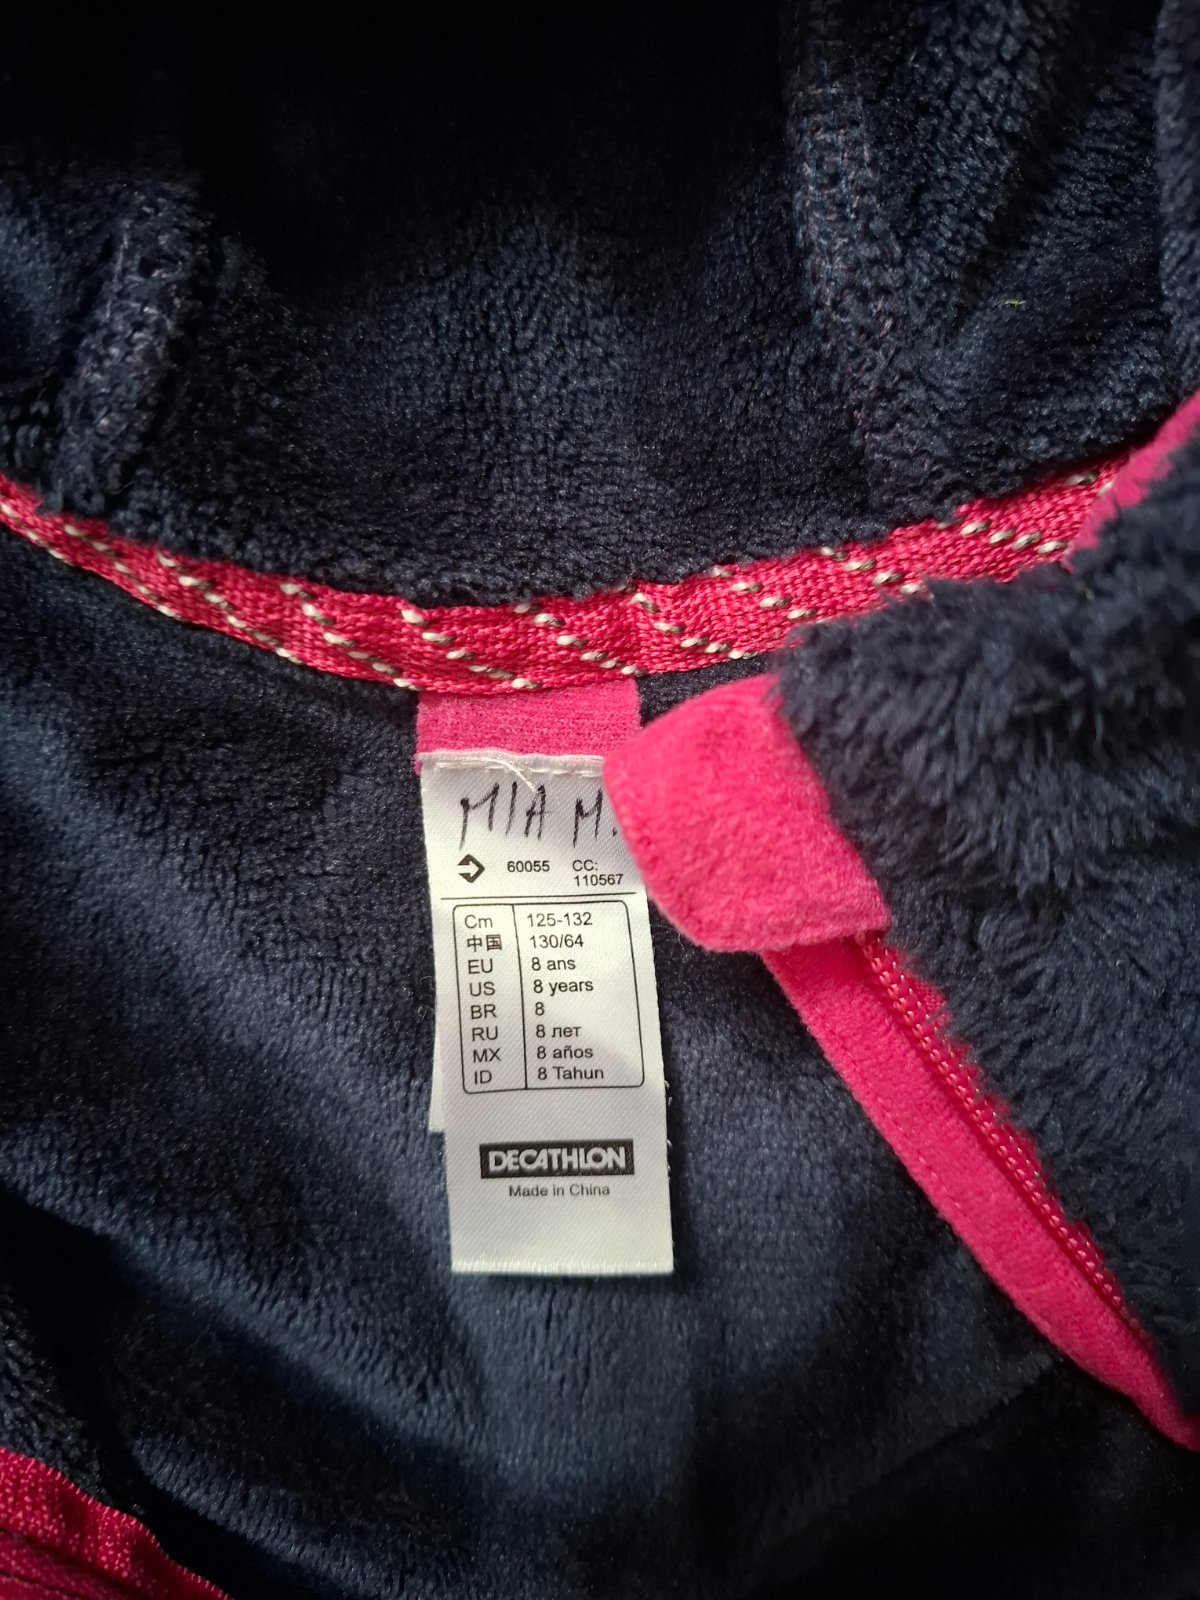 MIA M.
60055 CC:
110567
Cm 125-132
中国 130/64
EU 8 ans
US 8 years
BR 8
RU 8 лет
MX 8 años
ID 8 Tahun
DECATHLON
Made in China